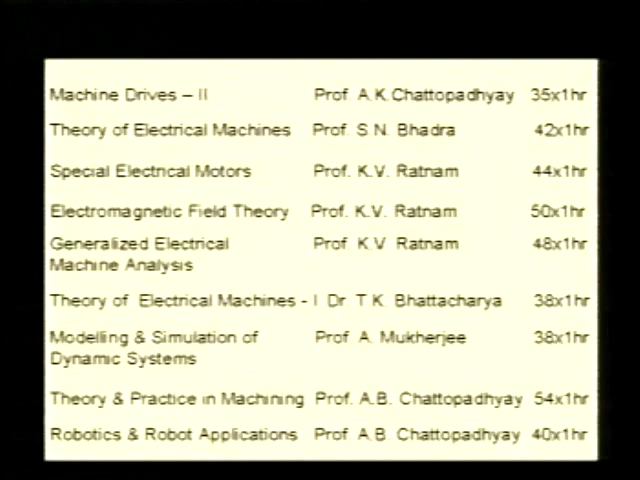 Machine Drives – II Prof A.K.Chattopadhyay 35x1hr
Theory of Electrical Machines Prof S.N. Bhadra 42x1hr
Special Electrical Motors Prof. K.V. Ratnam 44x1hr
Electromagnetic Field Theory Prof. K.V. Ratnam 50x1hr
Generalized Electrical Prof K.V Ratnam 48x1hr
Machine Analysis
Theory of Electrical Machines - I Dr T.K. Bhattacharya 38x1hr
Modelling & Simulation of Prof A. Mukherjee 38x1hr
Dynamic Systems
Theory & Practice in Machining Prof. A.B. Chattopadhyay 54x1hr
Robotics & Robot Applications Prof A.B. Chattopadhyay 40x1hr